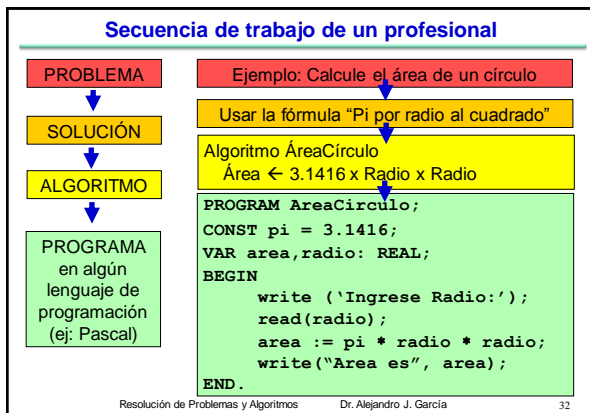 Secuencia de trabajo de un profesional
PROBLEMA
SOLUCIÓN
ALGORITMO
PROGRAMA
en algún
lenguaje de
programación
(ej: Pascal)
Ejemplo: Calcule el área de un círculo
Usar la fórmula “Pi por radio al cuadrado”
Algoritmo ÁreaCírculo
Área ← 3.1416 x Radio x Radio
PROGRAM AreaCirculo;
CONST pi = 3.1416;
VAR area,radio: REAL;
BEGIN
write (‘Ingrese Radio:’);
read(radio);
area := pi * radio * radio;
write(“Area es”, area);
END.
Resolución de Problemas y Algoritmos Dr. Alejandro J. García 32